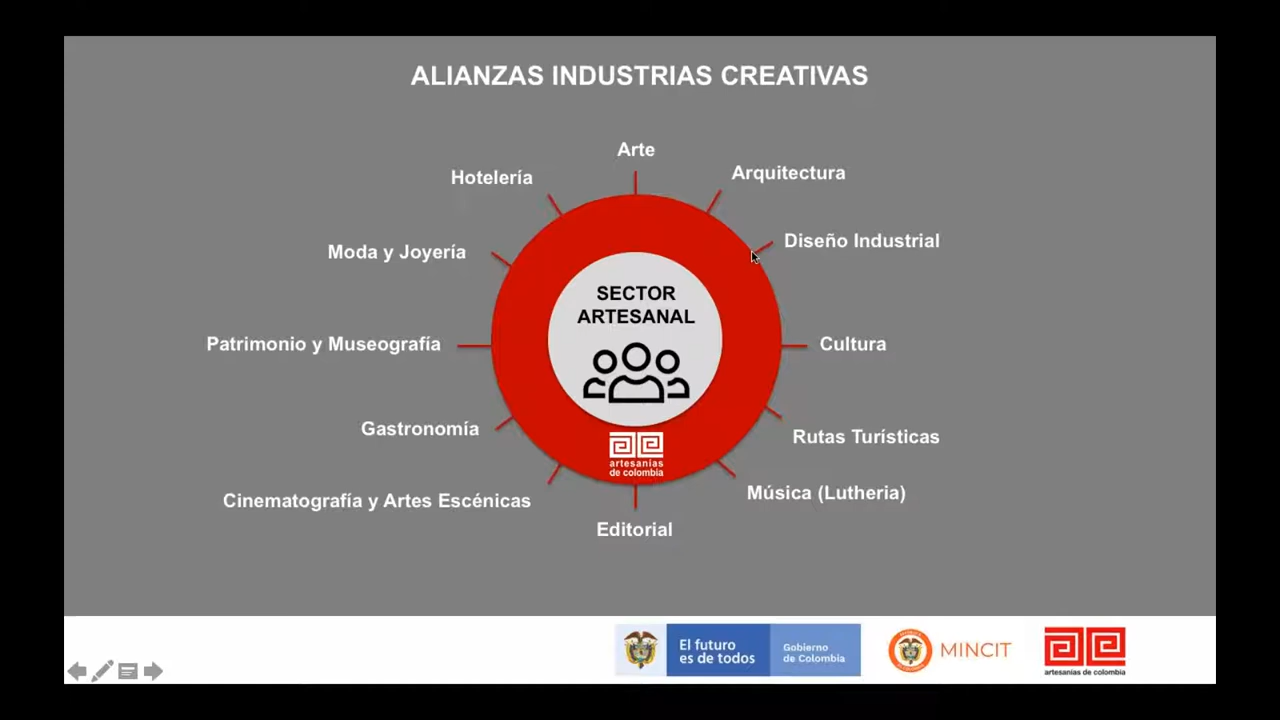 ALIANZAS INDUSTRIAS CREATIVAS
Arte
Arquitectura
Diseño Industrial
Cultura
Rutas Turísticas
Música (Lutheria)
Editorial
Cinematografía y Artes Escénicas
Gastronomía
Patrimonio y Museografía
Moda y Joyería
Hotelería
SECTOR
ARTESANAL
artesanías
de colombia
El futuro
es de todos
Gobierno
de Colombia
MINCIT
artesanías de colombia